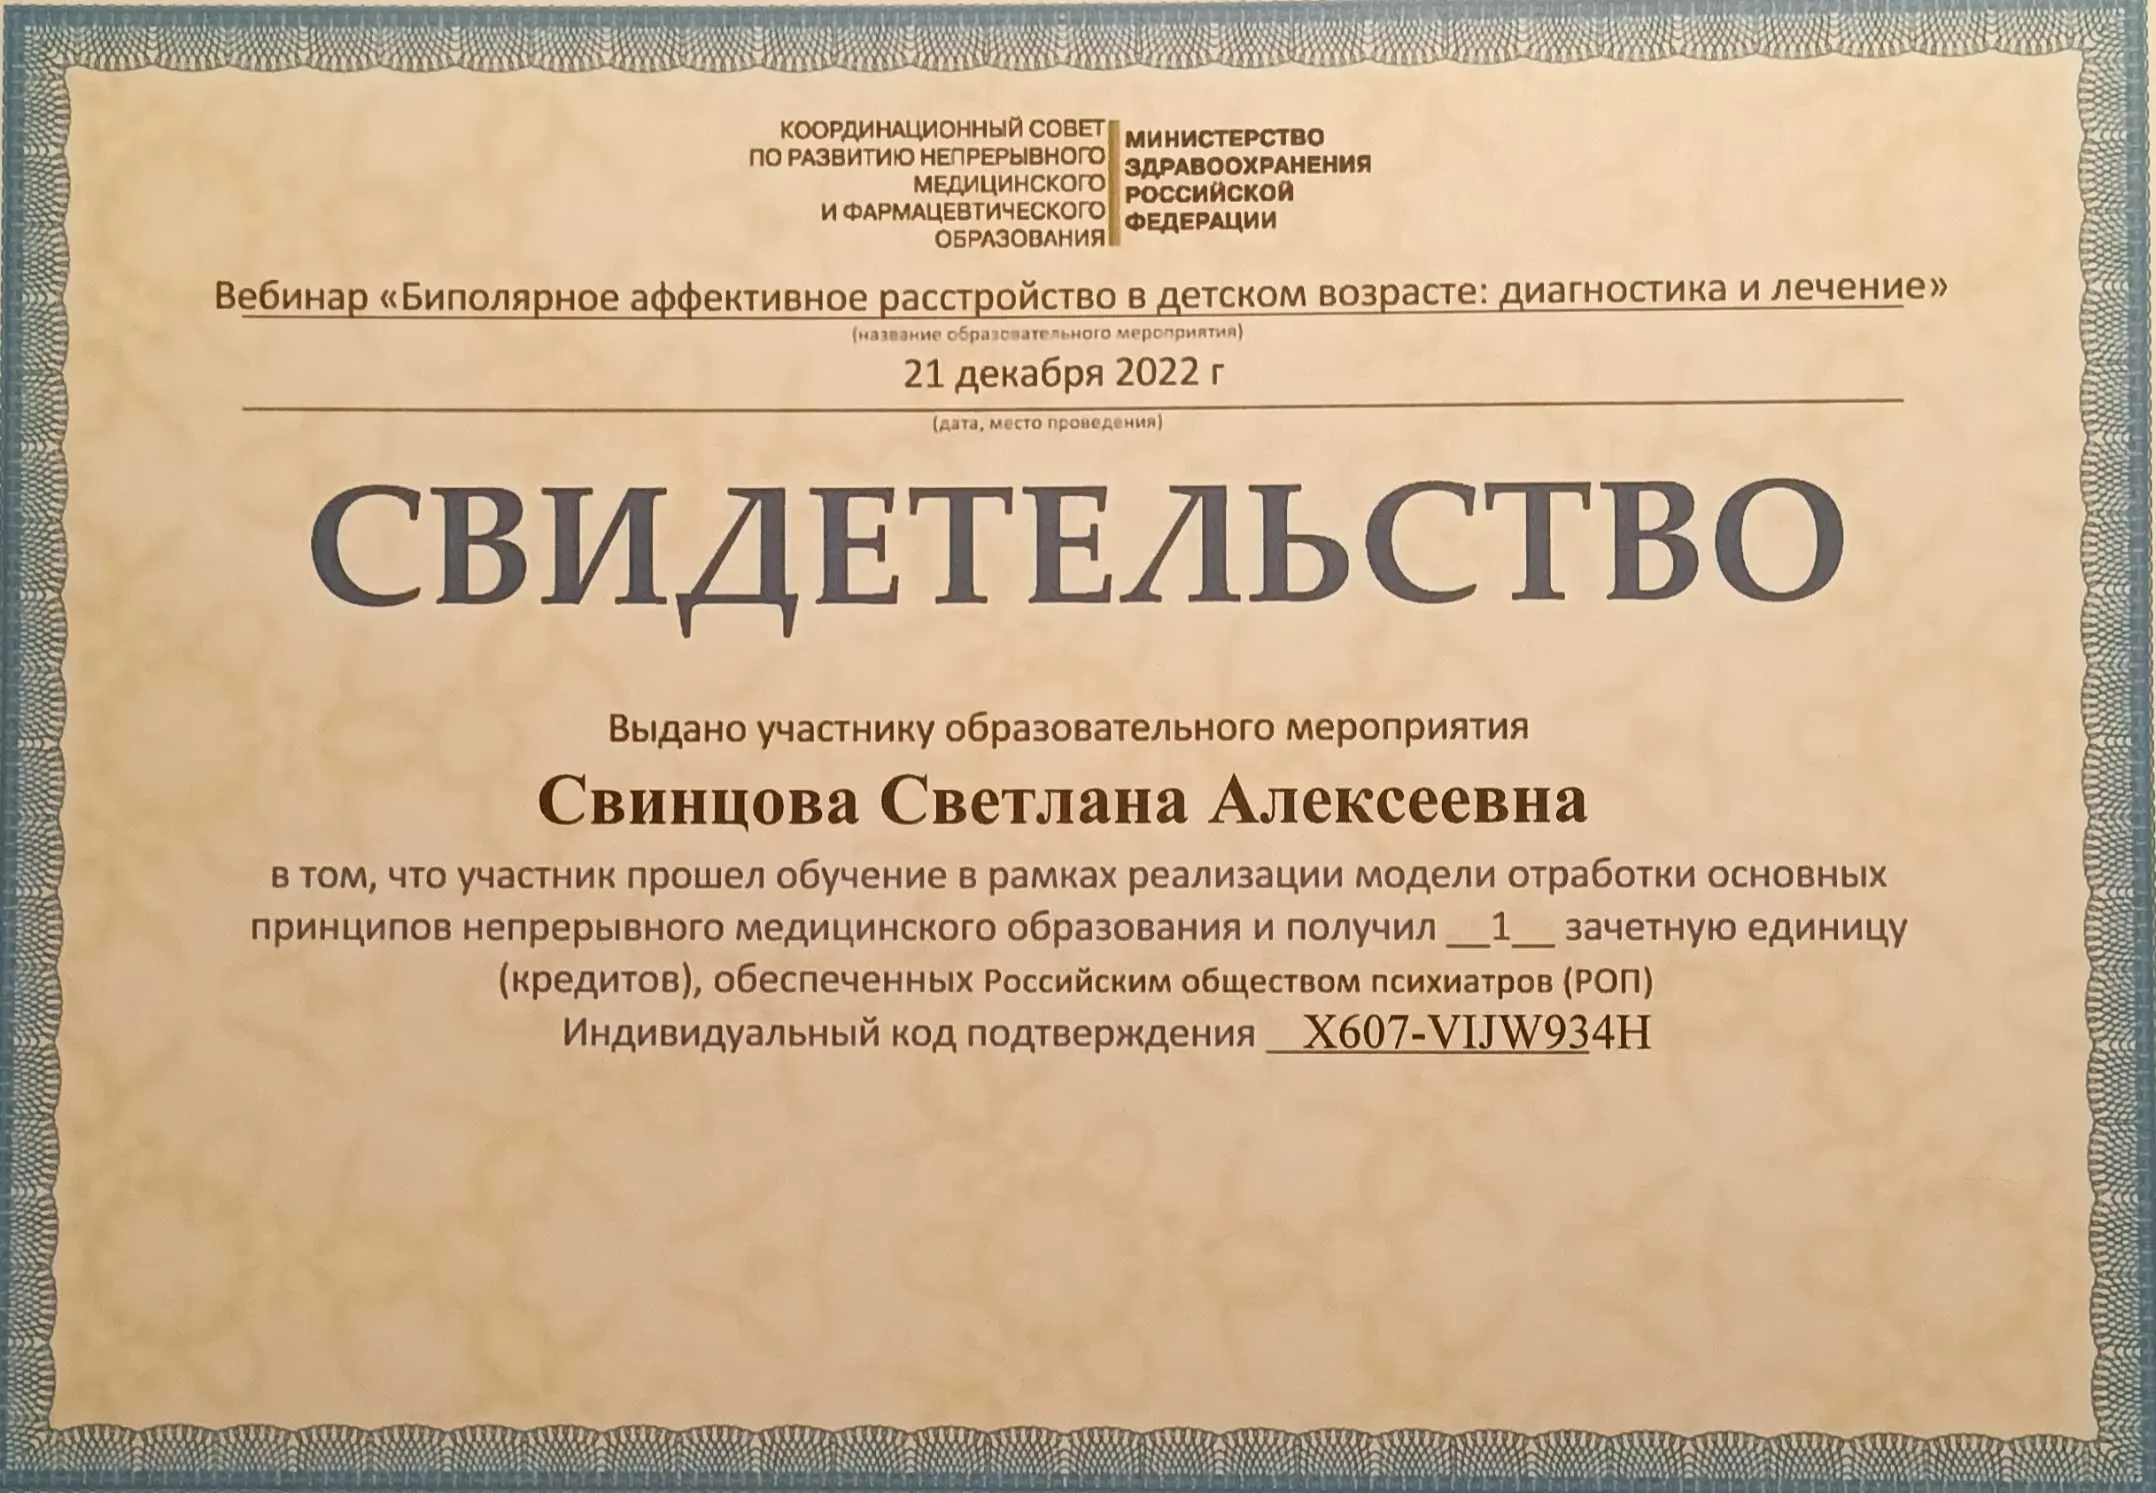 КООРДИНАЦИОННЫЙ СОВЕТ
ПО РАЗВИТИЮ НЕПРЕРЫВНОГО
МЕДИЦИНСКОГО
И ФАРМАЦЕВТИЧЕСКОГО
ОБРАЗОВАНИЯ
МИНИСТЕРСТВО
ЗДРАВООХРАНЕНИЯ
РОССИЙСКОЙ
ФЕДЕРАЦИИ
Вебинар «Биполярное аффективное расстройство в детском возрасте: диагностика и лечение»
(название образовательного мероприятия)
21 декабря 2022 г
(дата, место проведения)
СВИДЕТЕЛЬСТВО
Выдано участнику образовательного мероприятия
Свинцова Светлана Алексеевна
в том, что участник прошел обучение в рамках реализации модели отработки основных
принципов непрерывного медицинского образования и получил __1__ зачетную единицу
(кредитов), обеспеченных Российским обществом психиатров (РОП)
Индивидуальный код подтверждения __X607-VIJW934H